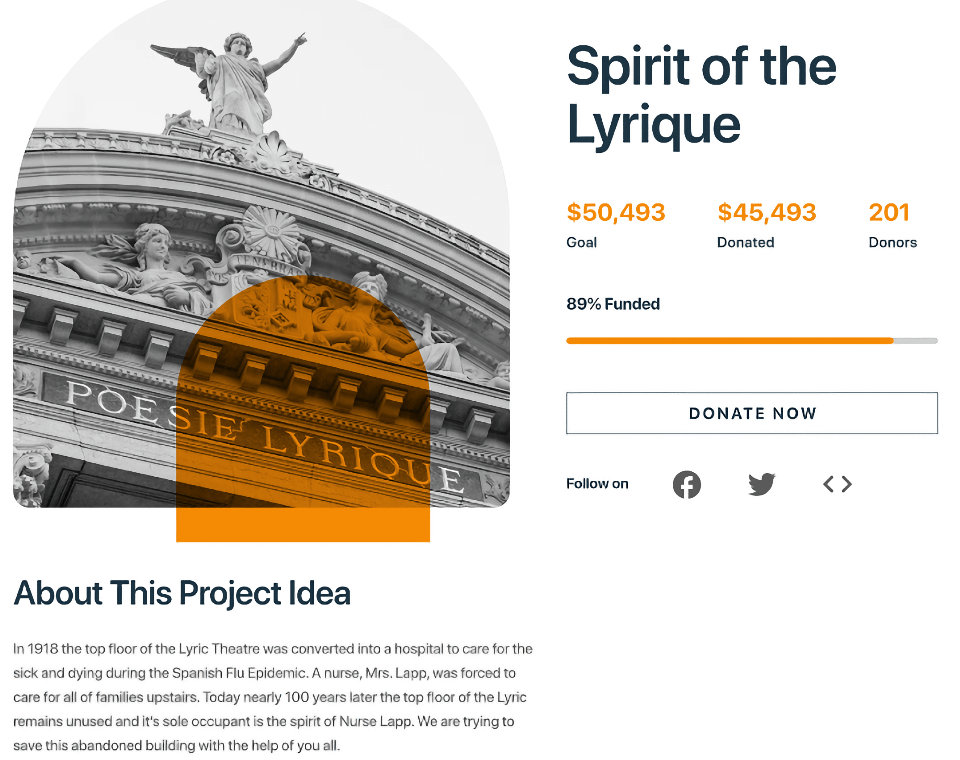 Spirit of the
Lyrique
$50,493 $45,493 201
Goal Donated Donors
89% Funded
DONATE NOW
Follow on
POÉSIE LYRIQUE
About This Project Idea
In 1918 the top floor of the Lyric Theatre was converted into a hospital to care for the
sick and dying during the Spanish Flu Epidemic. A nurse, Mrs. Lapp, was forced to
care for all of families upstairs. Today nearly 100 years later the top floor of the Lyric
remains unused and it's sole occupant is the spirit of Nurse Lapp. We are trying to
save this abandoned building with the help of you all.